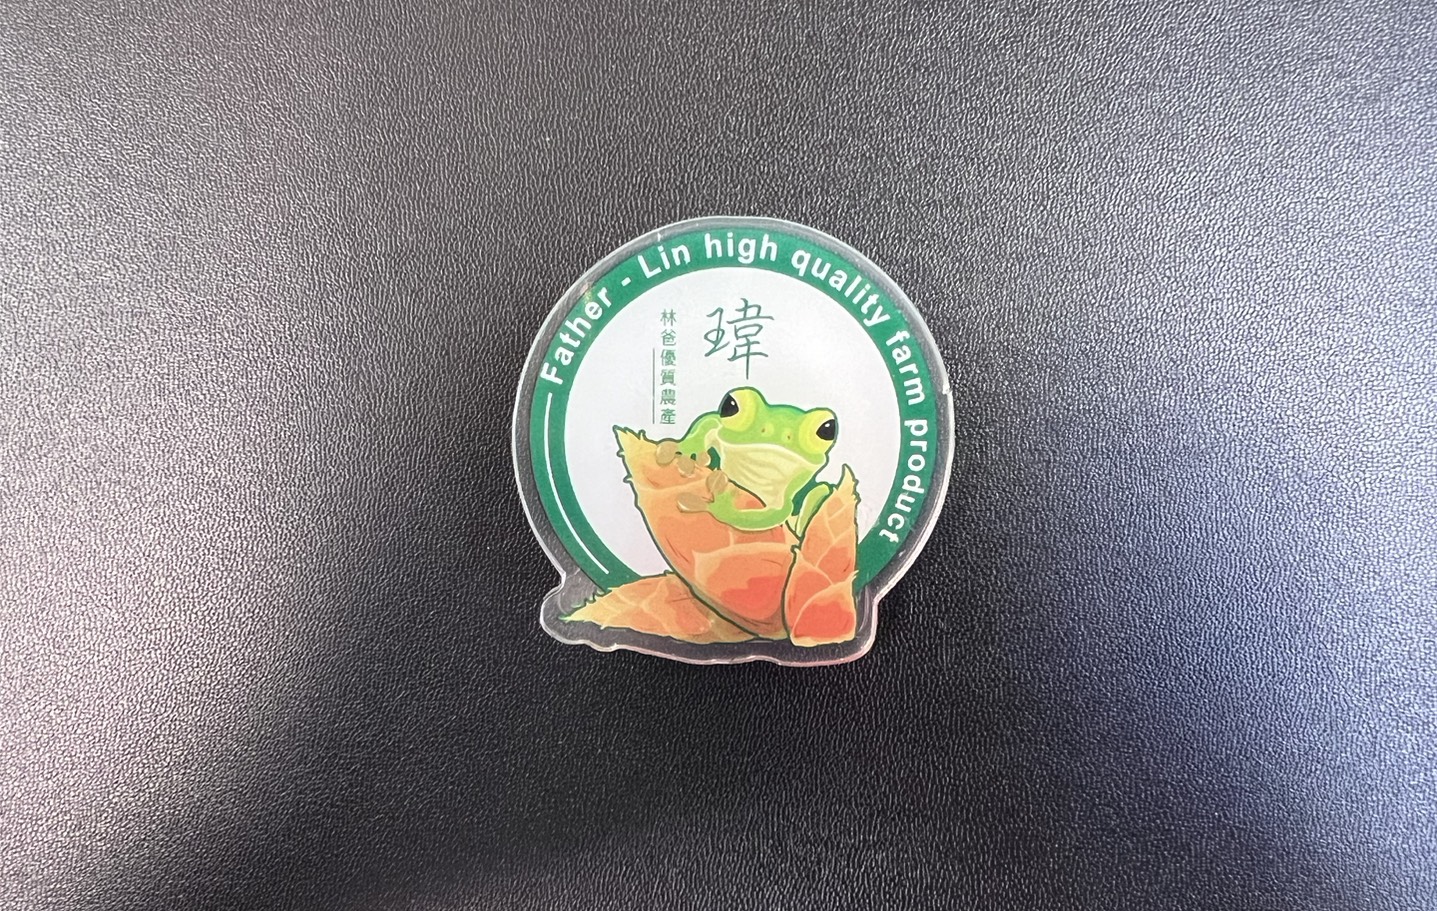 Father - Lin high quality farm product
瑋
林爸優質農產